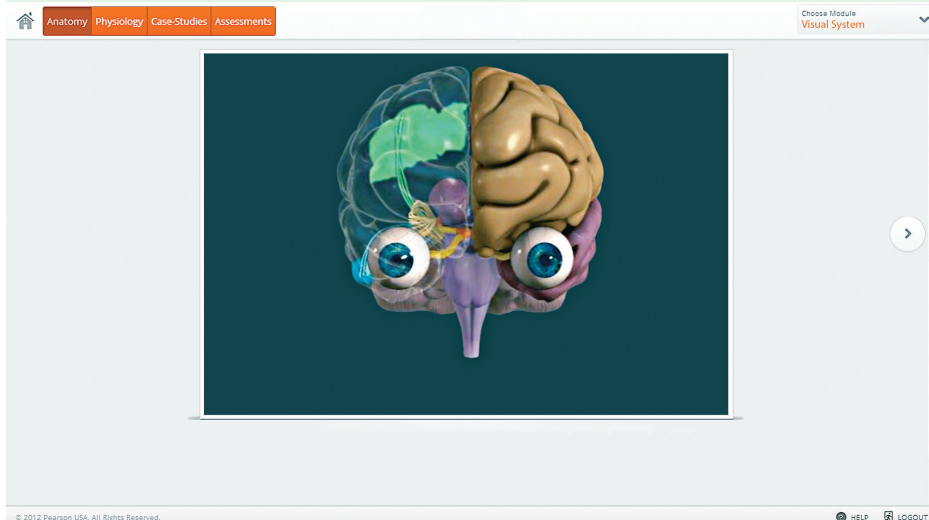 Anatomy Physiology Case-Studies Assessments
Choose Module
Visual System
© 2012 Pearson USA. All Rights Reserved.
HELP LOGOUT